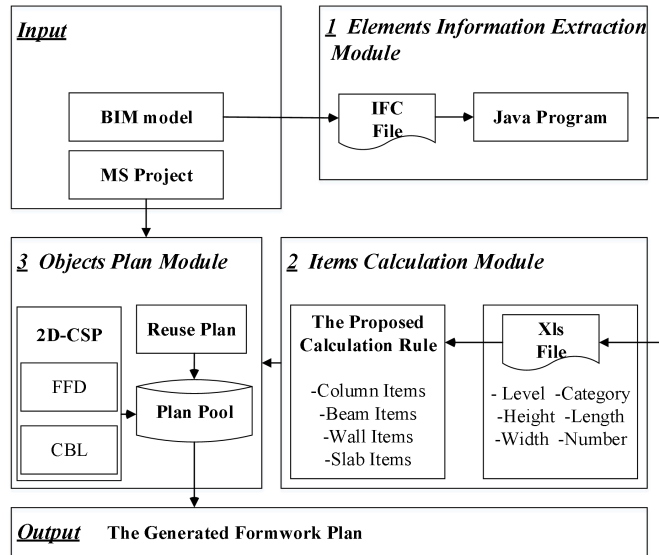 Input
BIM model
MS Project
1 Elements Information Extraction
Module
IFC
File
Java Program
3 Objects Plan Module
2D-CSP
FFD
CBL
Reuse Plan
Plan Pool
2 Items Calculation Module
The Proposed
Calculation Rule
-Column Items
-Beam Items
-Wall Items
-Slab Items
Xls
File
- Level -Category
-Height -Length
-Width -Number
Output The Generated Formwork Plan